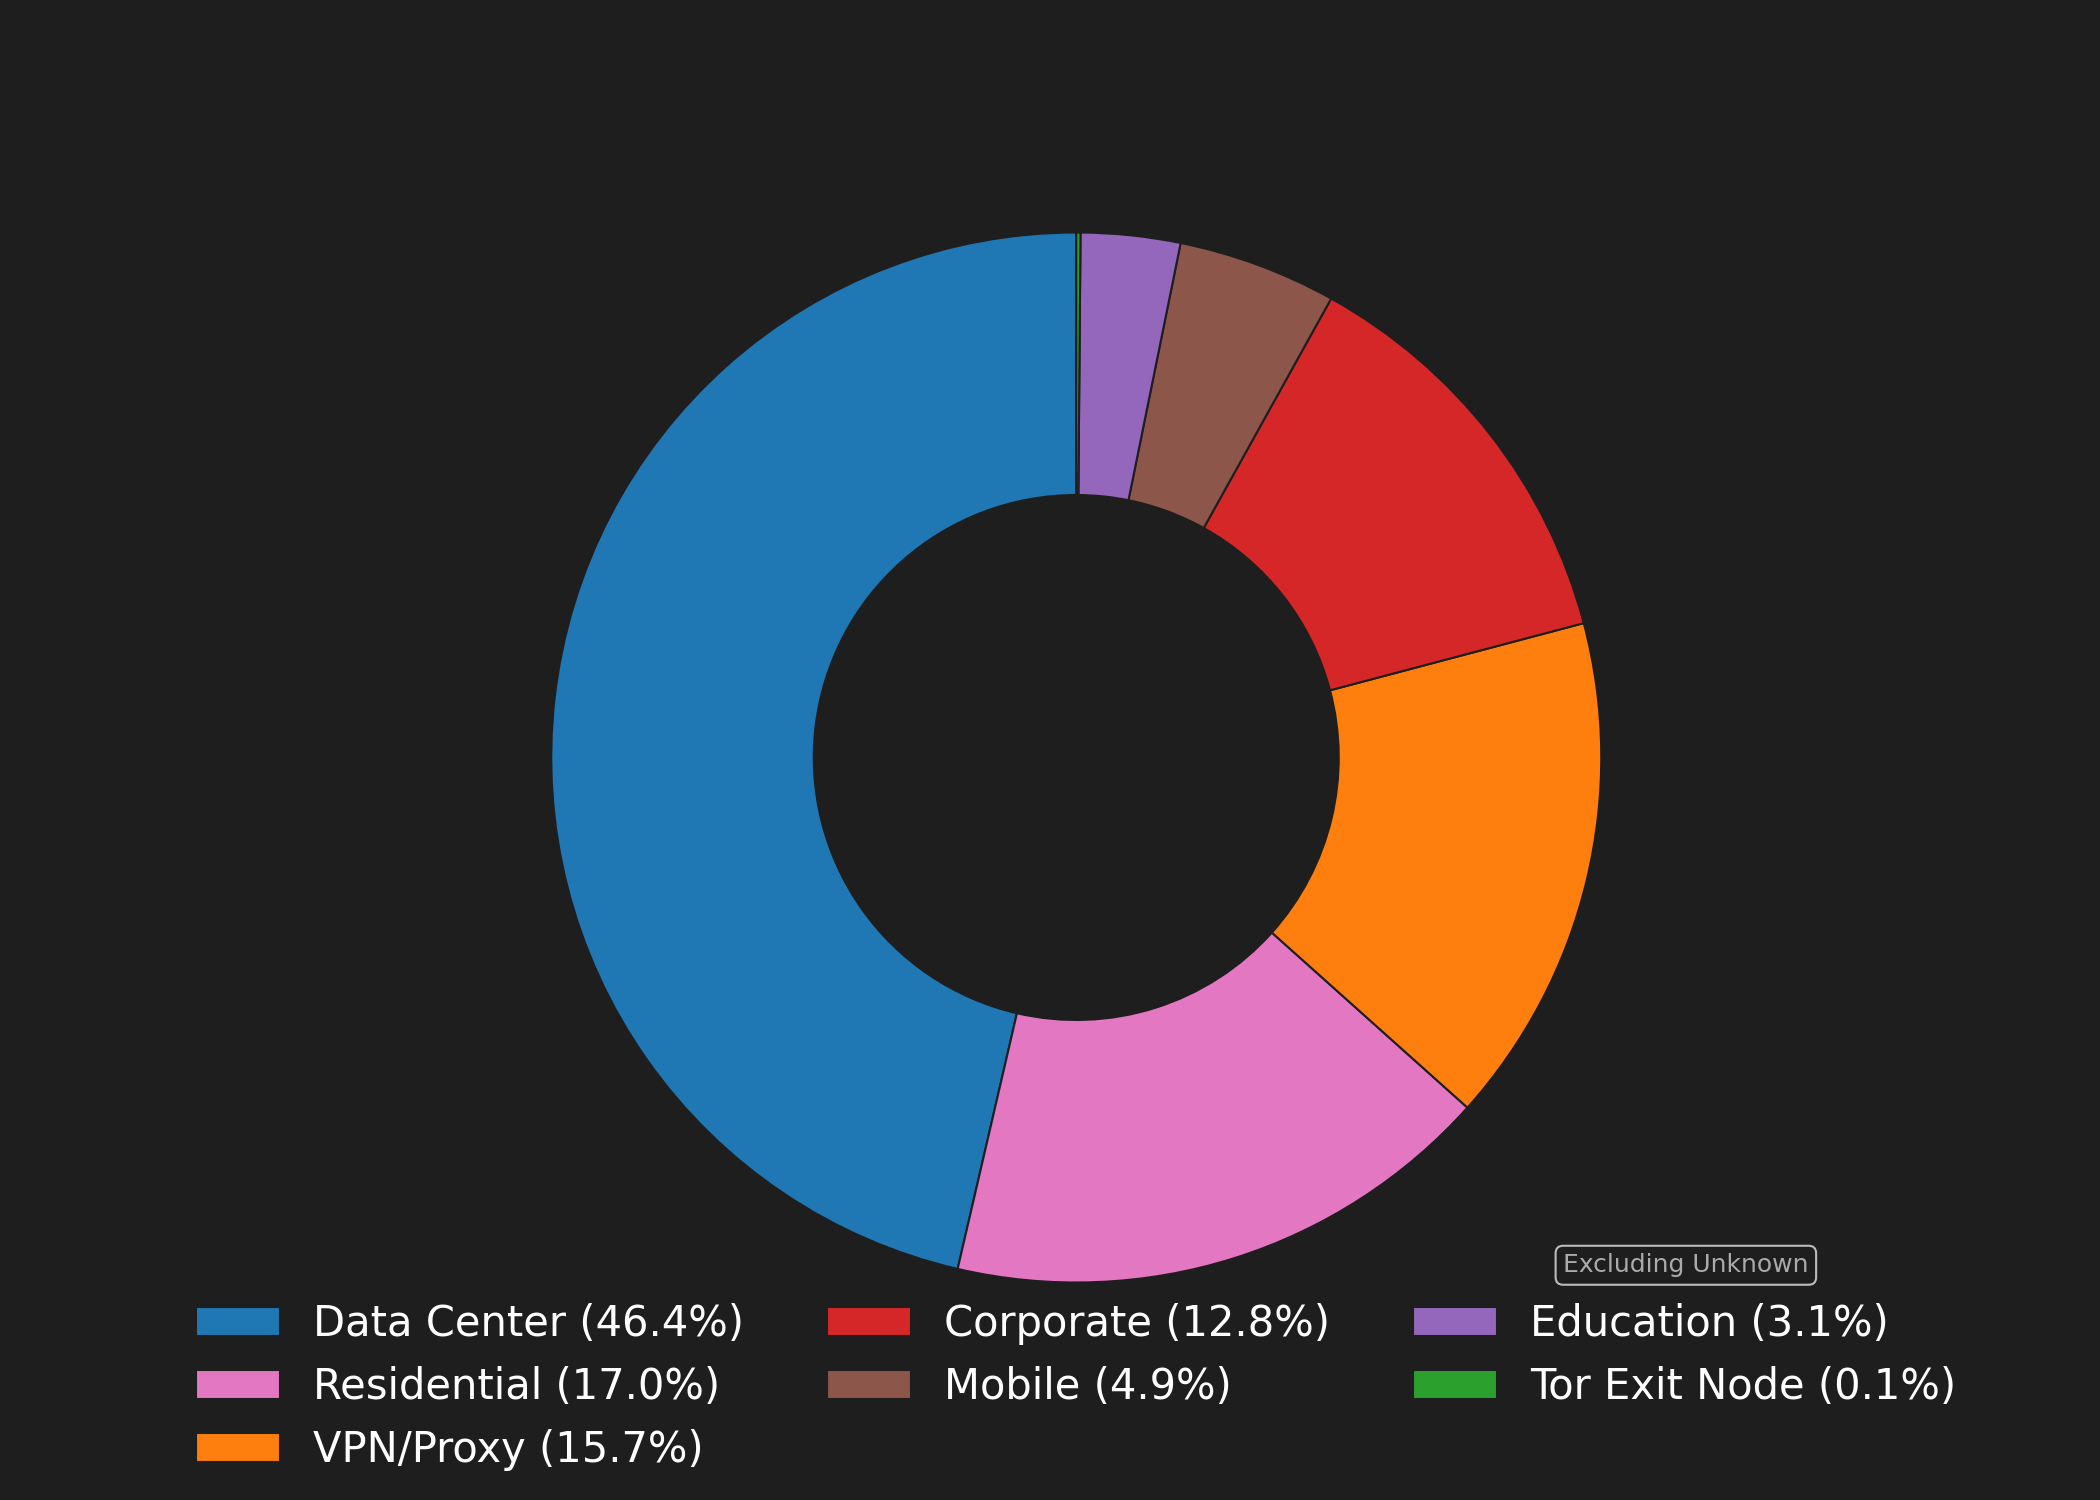 Excluding Unknown
Data Center (46.4%)
Residential (17.0%)
VPN/Proxy (15.7%)
Corporate (12.8%)
Mobile (4.9%)
Education (3.1%)
Tor Exit Node (0.1%)